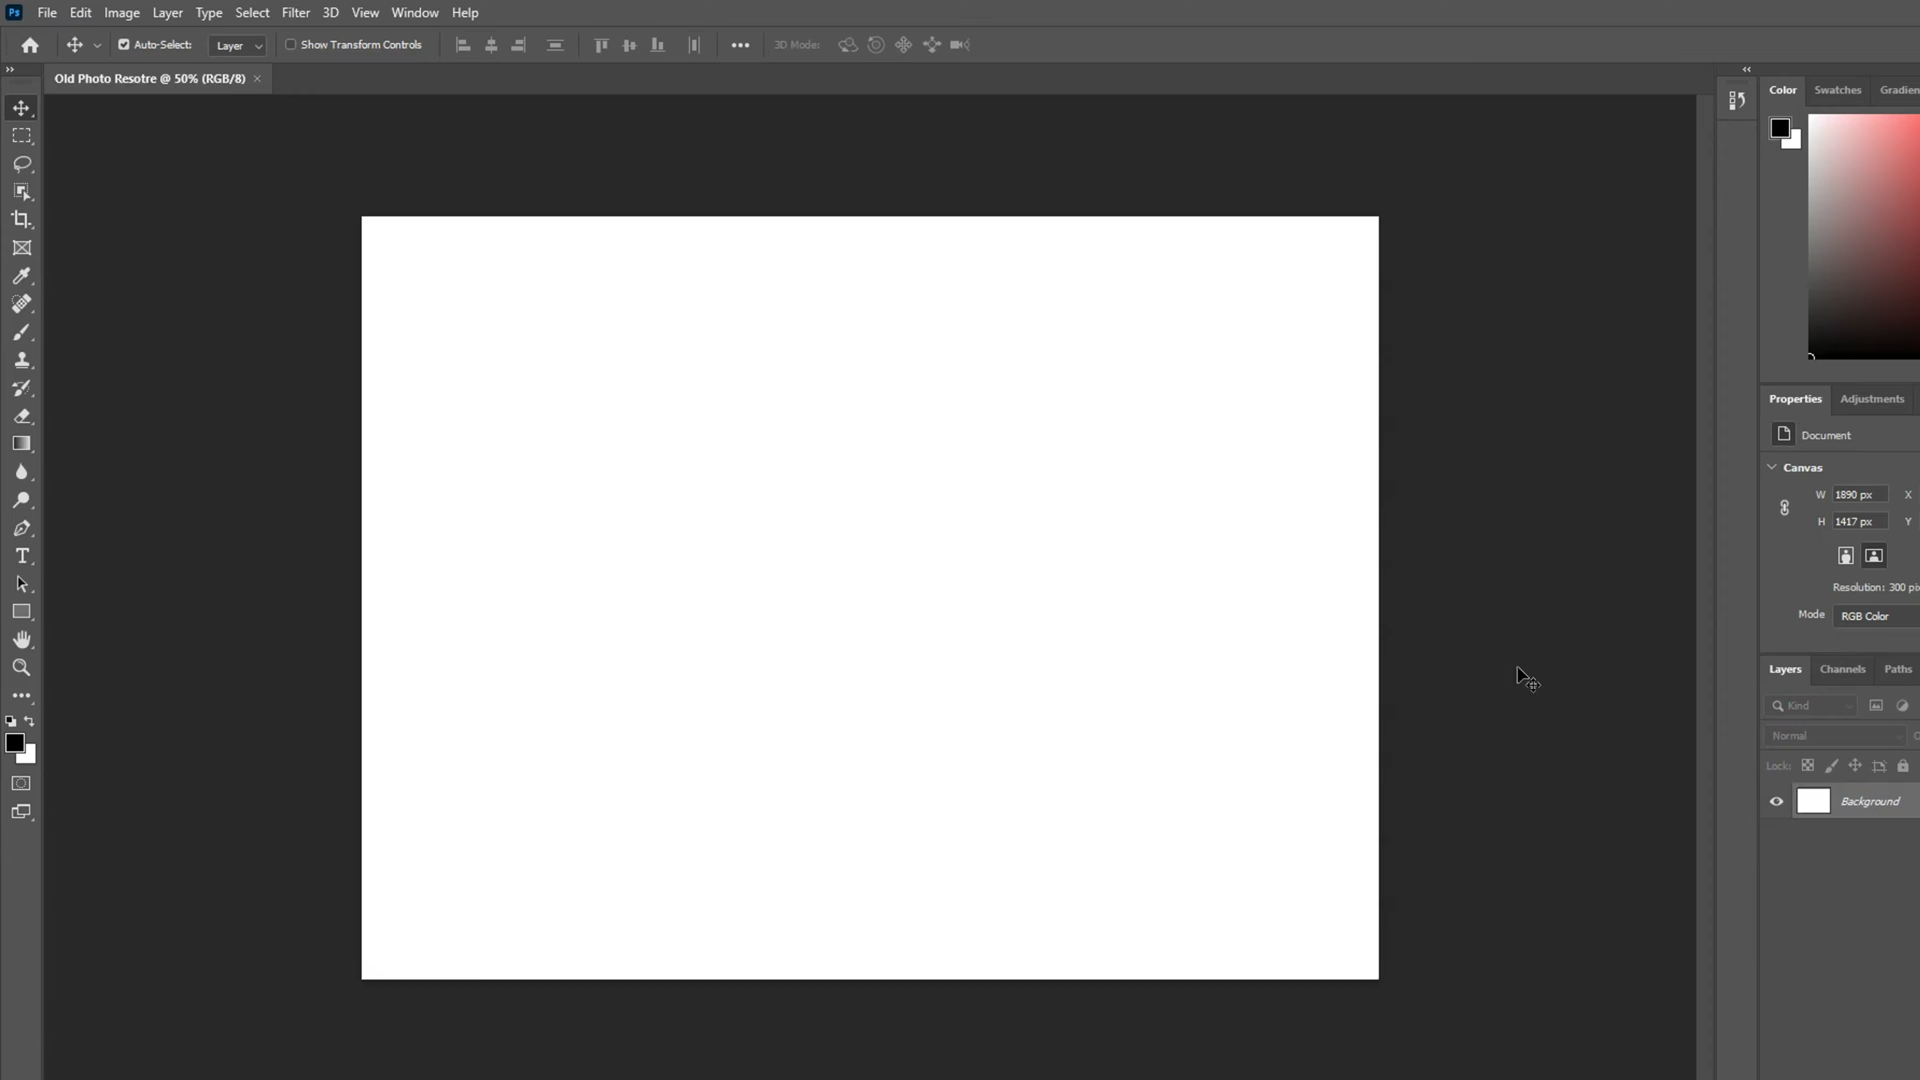 Ps File Edit Image Layer Type Select Filter 3D View Window Help
Auto-Select: Layer Show Transform Controls 3D Mode:
Old Photo Resotre @ 50% (RGB/8) ×
Color Swatches Gradien
Properties Adjustments
Document
Canvas
W 1890 px X
H 1417 px Y
Resolution: 300 pix
Mode RGB Color
Layers Channels Paths
Kind
Normal
Lock:
Background